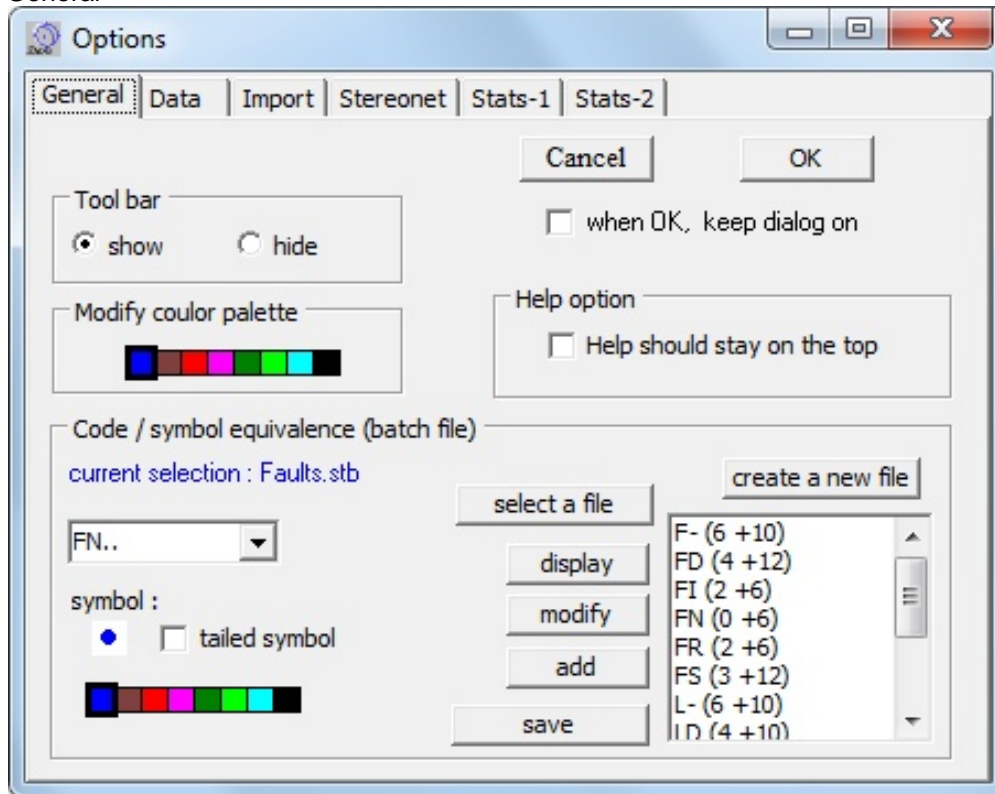 General
Options
General Data Import Stereonet Stats-1 Stats-2
Cancel OK
Tool bar
show hide
when OK, keep dialog on
Modify coulor palette
Help option
Help should stay on the top
Code / symbol equivalence (batch file)
current selection : Faults.stb
create a new file
select a file
FN..
display
modify
add
save
symbol :
tailed symbol
F- (6 +10)
FD (4 +12)
FI (2 +6)
FN (0 +6)
FR (2 +6)
FS (3 +12)
L- (6 +10)
LD (4 +10)